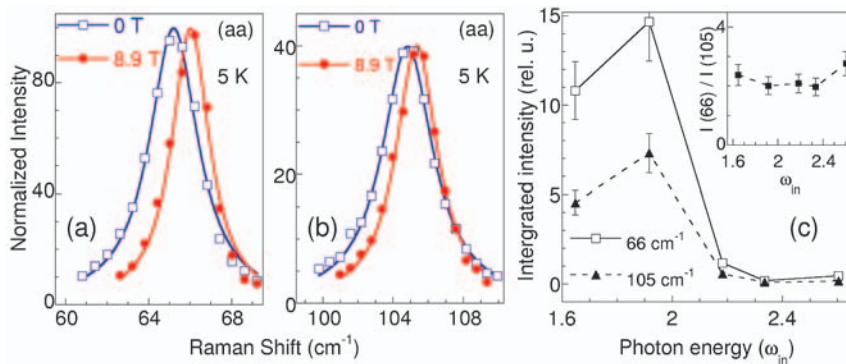 Normalized Intensity
100
80
60
40
20
0
0 T
8.9 T
(aa)
5 K
(a)
60
64
68
40
20
0
0 T
8.9 T
(aa)
5 K
(b)
100
104
108
Raman Shift (cm⁻¹)
Intergrated intensity (rel. u.)
15
10
5
0
66 cm⁻¹
105 cm⁻¹
(c)
1.6
2
2.4
Photon energy (ω_in)
I (66) / I (105)
4
2
0
1.6
2.4
ω_in